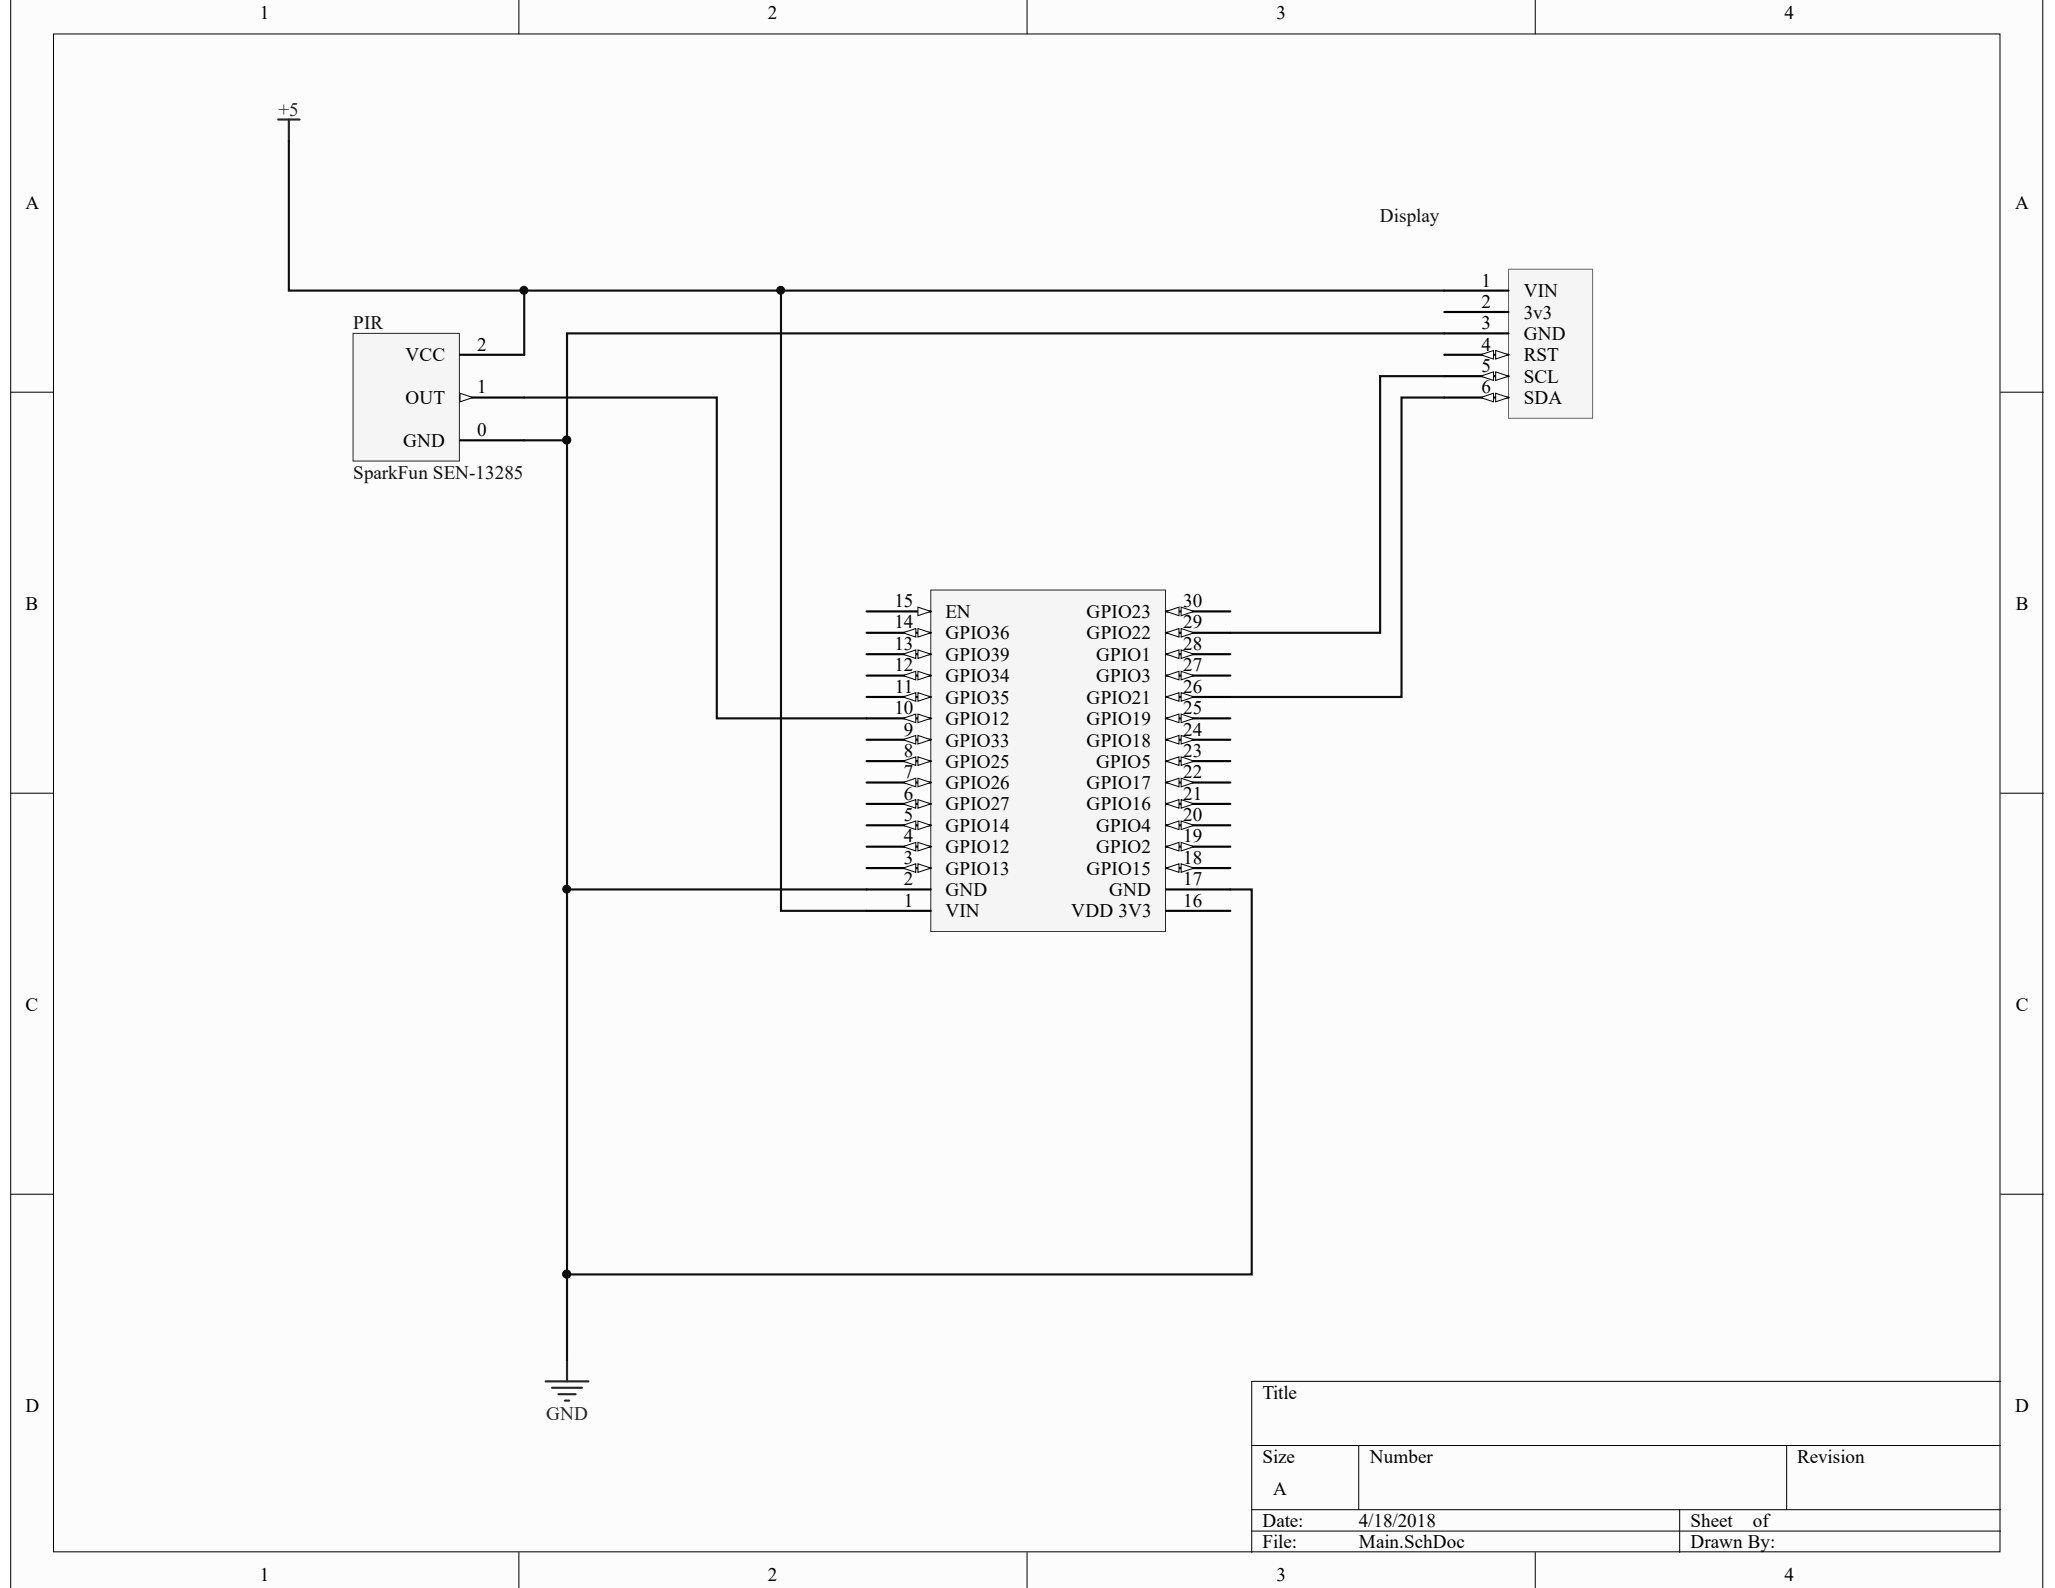 1 2 3 4
+5
A A
Display
1 VIN
2 3v3
3 GND
4 RST
5 SCL
6 SDA
PIR
VCC 2
OUT 1
GND 0
SparkFun SEN-13285
B B
15 EN GPIO23 30
14 GPIO36 GPIO22 29
13 GPIO39 GPIO1 28
12 GPIO34 GPIO3 27
11 GPIO35 GPIO21 26
10 GPIO12 GPIO19 25
9 GPIO33 GPIO18 24
8 GPIO25 GPIO5 23
7 GPIO26 GPIO17 22
6 GPIO27 GPIO16 21
5 GPIO14 GPIO4 20
4 GPIO12 GPIO2 19
3 GPIO13 GPIO15 18
2 GND GND 17
1 VIN VDD 3V3 16
C C
GND
D D
Title
Size Number Revision
A
Date: 4/18/2018 Sheet of
File: Main.SchDoc Drawn By:
1 2 3 4